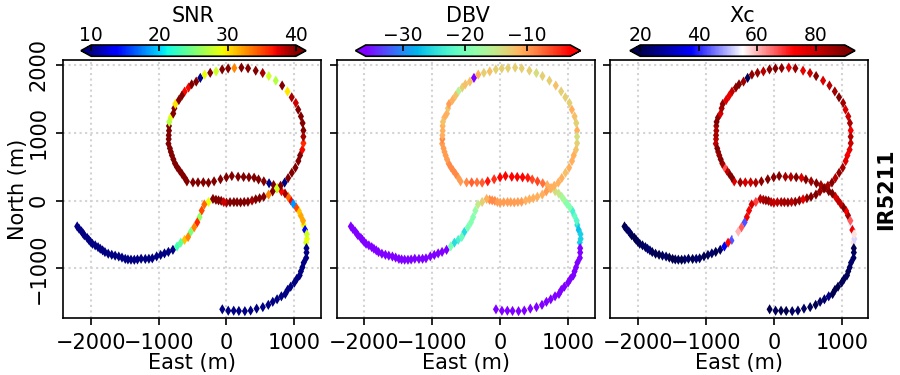 SNR DBV Xc
10 20 30 40 −30 −20 −10 20 40 60 80
2000
1000
0
−1000
North (m)
IR5211
−2000 −1000 0 1000 −2000 −1000 0 1000 −2000 −1000 0 1000
East (m) East (m) East (m)